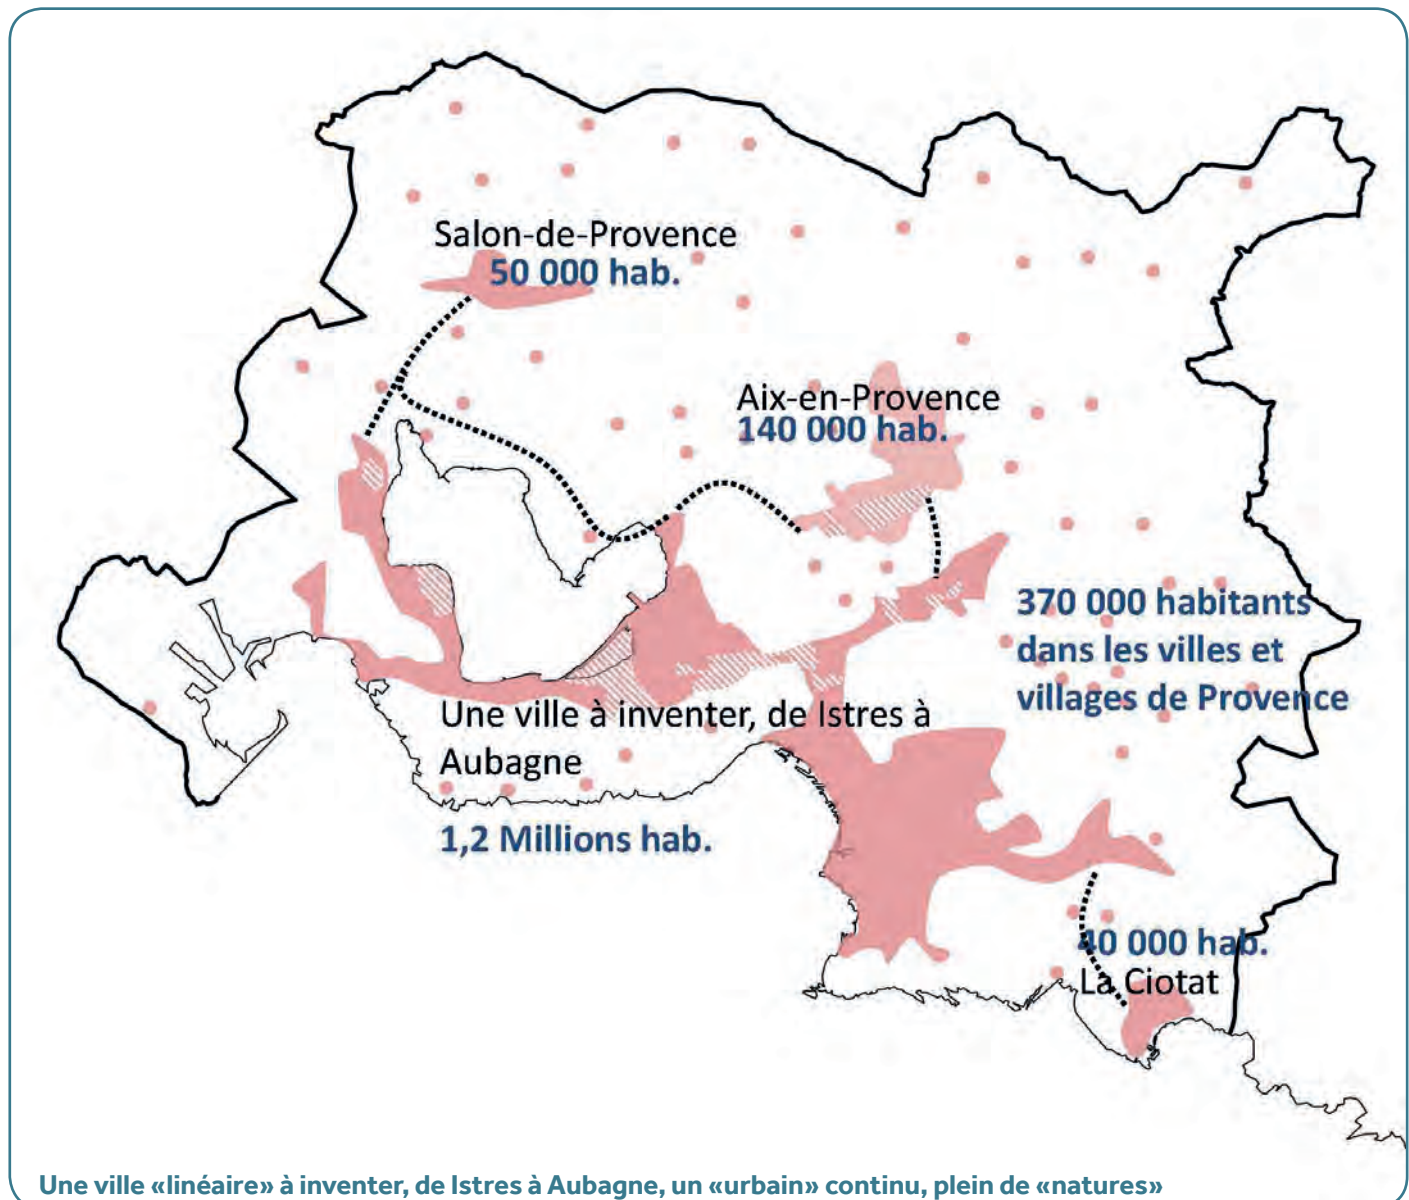 Salon-de-Provence
50 000 hab.
Aix-en-Provence
140 000 hab.
370 000 habitants
dans les villes et
villages de Provence
Une ville à inventer, de Istres à
Aubagne
1,2 Millions hab.
40 000 hab.
La Ciotat
Une ville «linéaire» à inventer, de Istres à Aubagne, un «urbain» continu, plein de «natures»